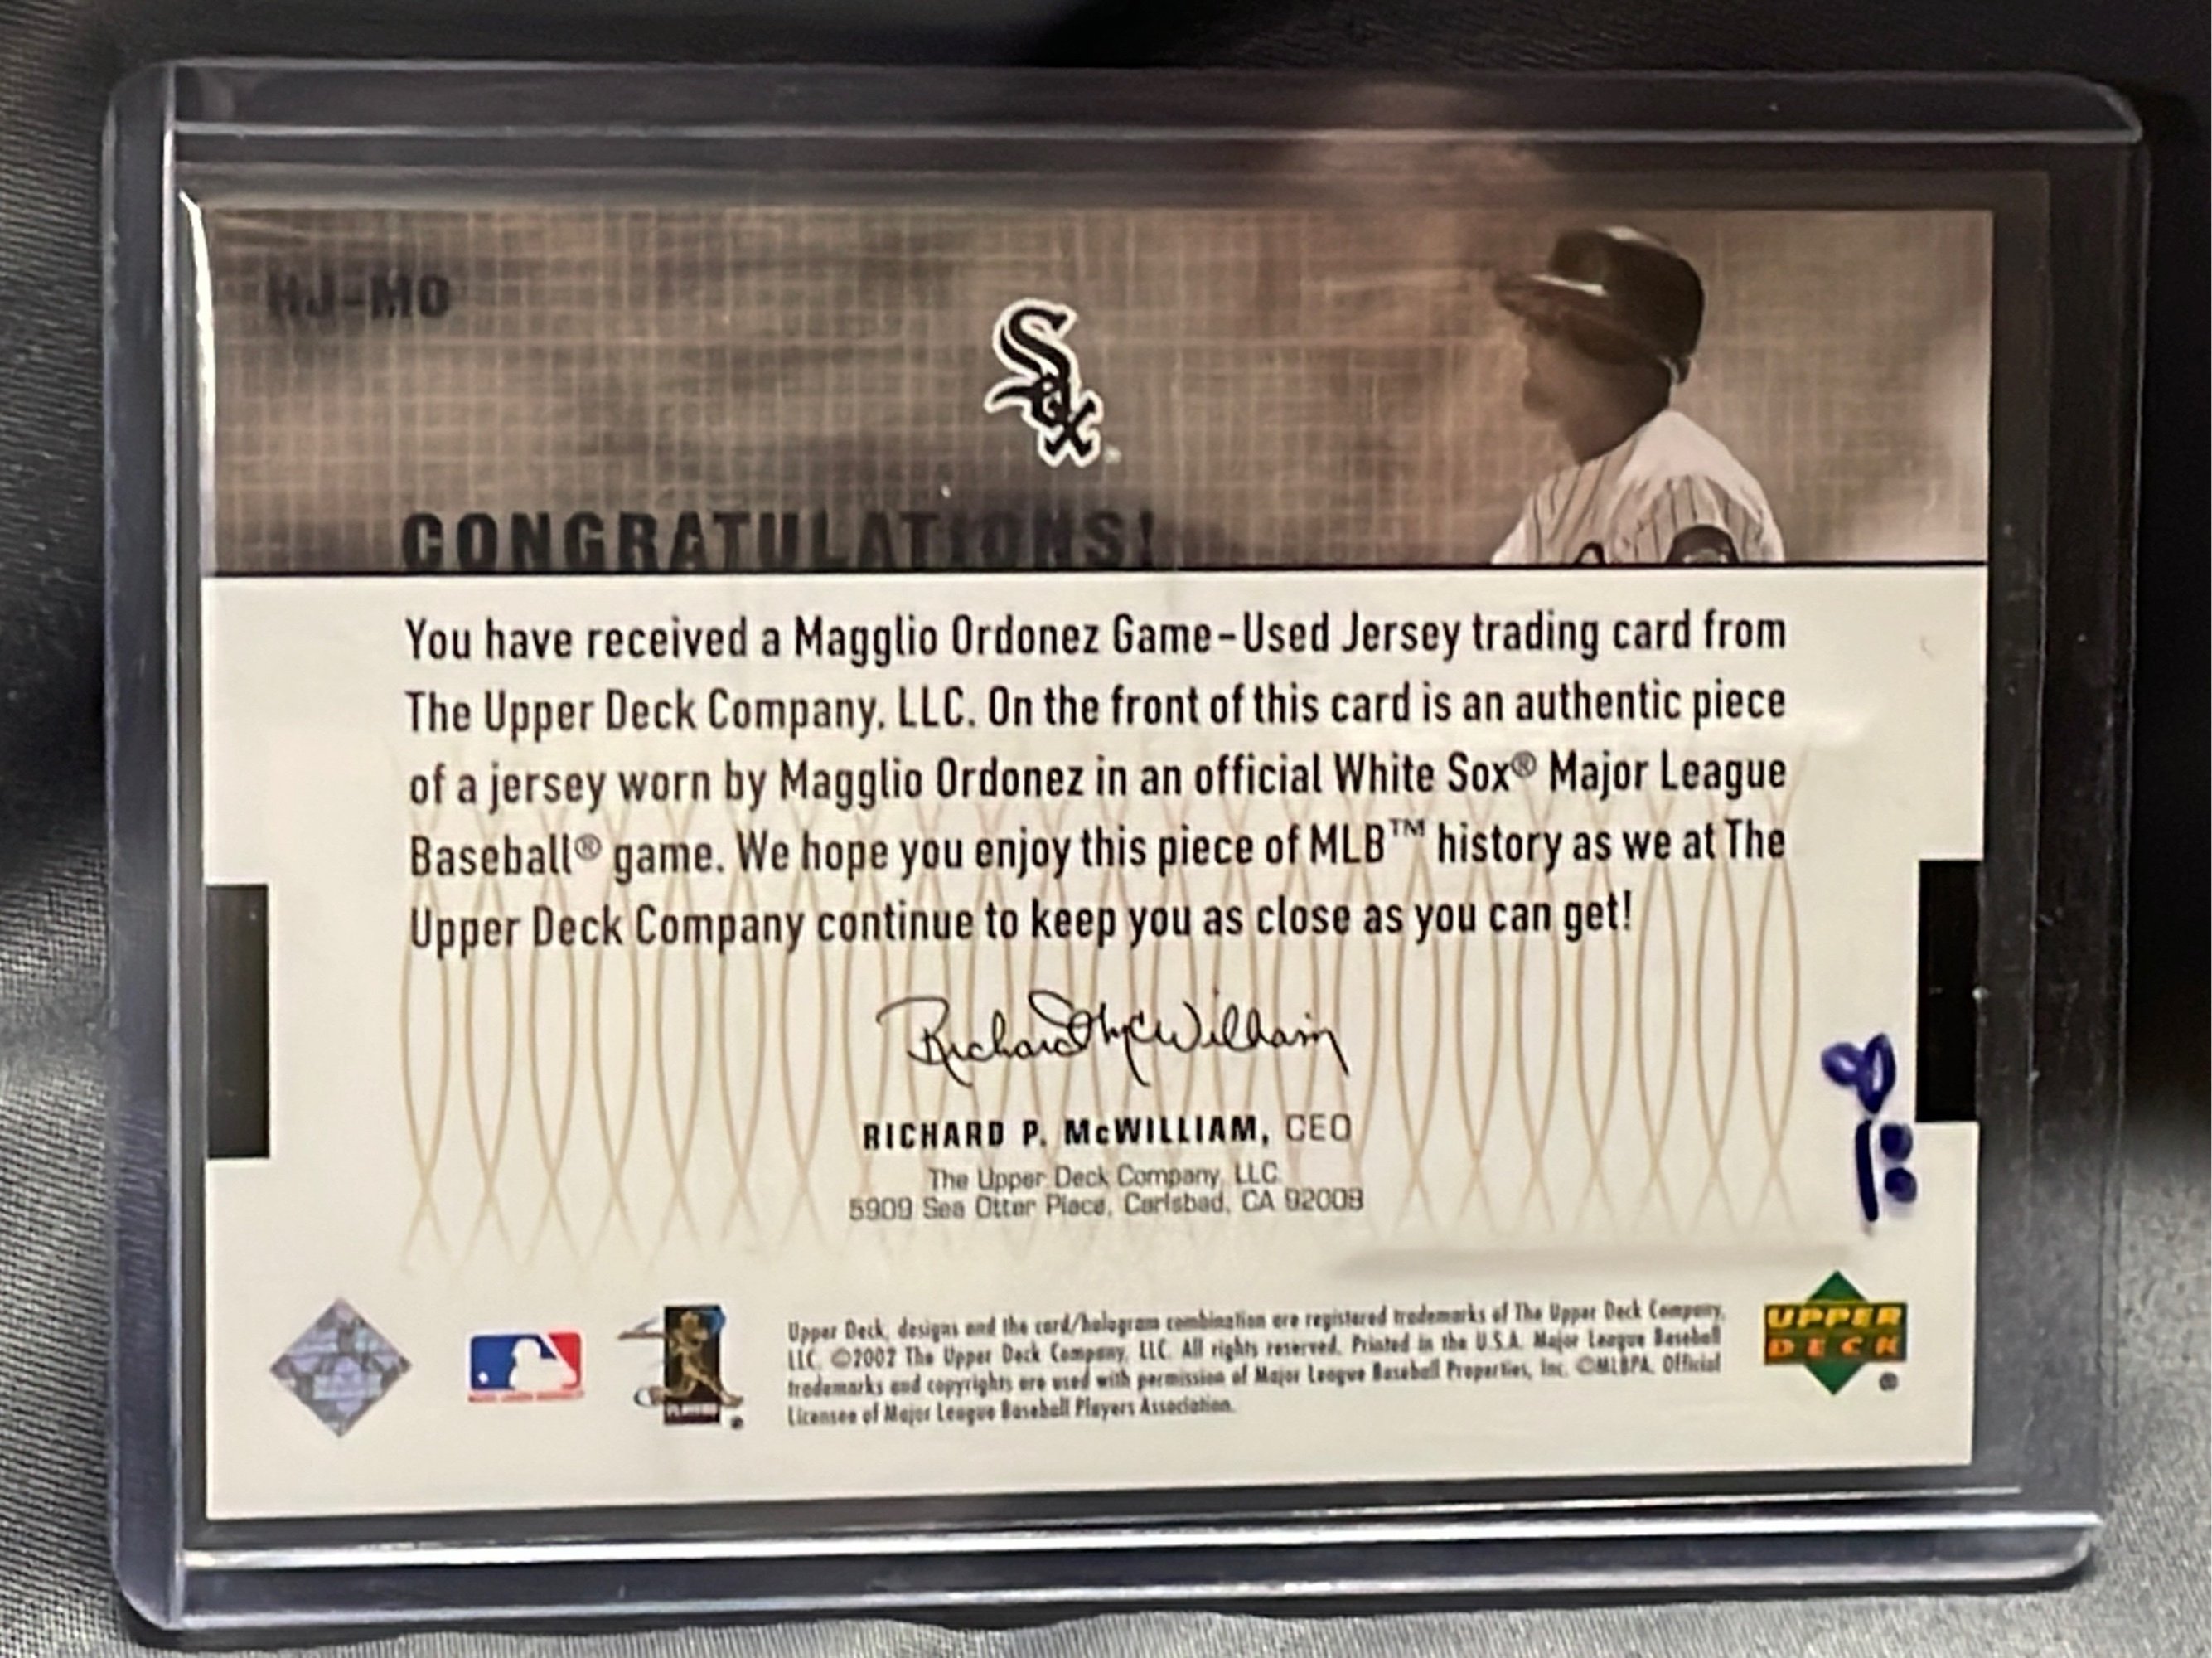 HJ-MO
Sox
CONGRATULATIONS!
You have received a Magglio Ordonez Game-Used Jersey trading card from
The Upper Deck Company, LLC. On the front of this card is an authentic piece
of a jersey worn by Magglio Ordonez in an official White Sox® Major League
Baseball® game. We hope you enjoy this piece of MLB™ history as we at The
Upper Deck Company continue to keep you as close as you can get!
Richard McWilliam
RICHARD P. McWILLIAM, CEO
The Upper Deck Company, LLC
5909 Sea Otter Place, Carlsbad, CA 92008
Upper Deck, designs and the card/hologram combination are registered trademarks of The Upper Deck Company,
LLC. ©2002 The Upper Deck Company, LLC. All rights reserved. Printed in the U.S.A. Major League Baseball
trademarks and copyrights are used with permission of Major League Baseball Properties, Inc. ©MLBPA. Official
Licensee of Major League Baseball Players Association.
UPPER
DECK
®